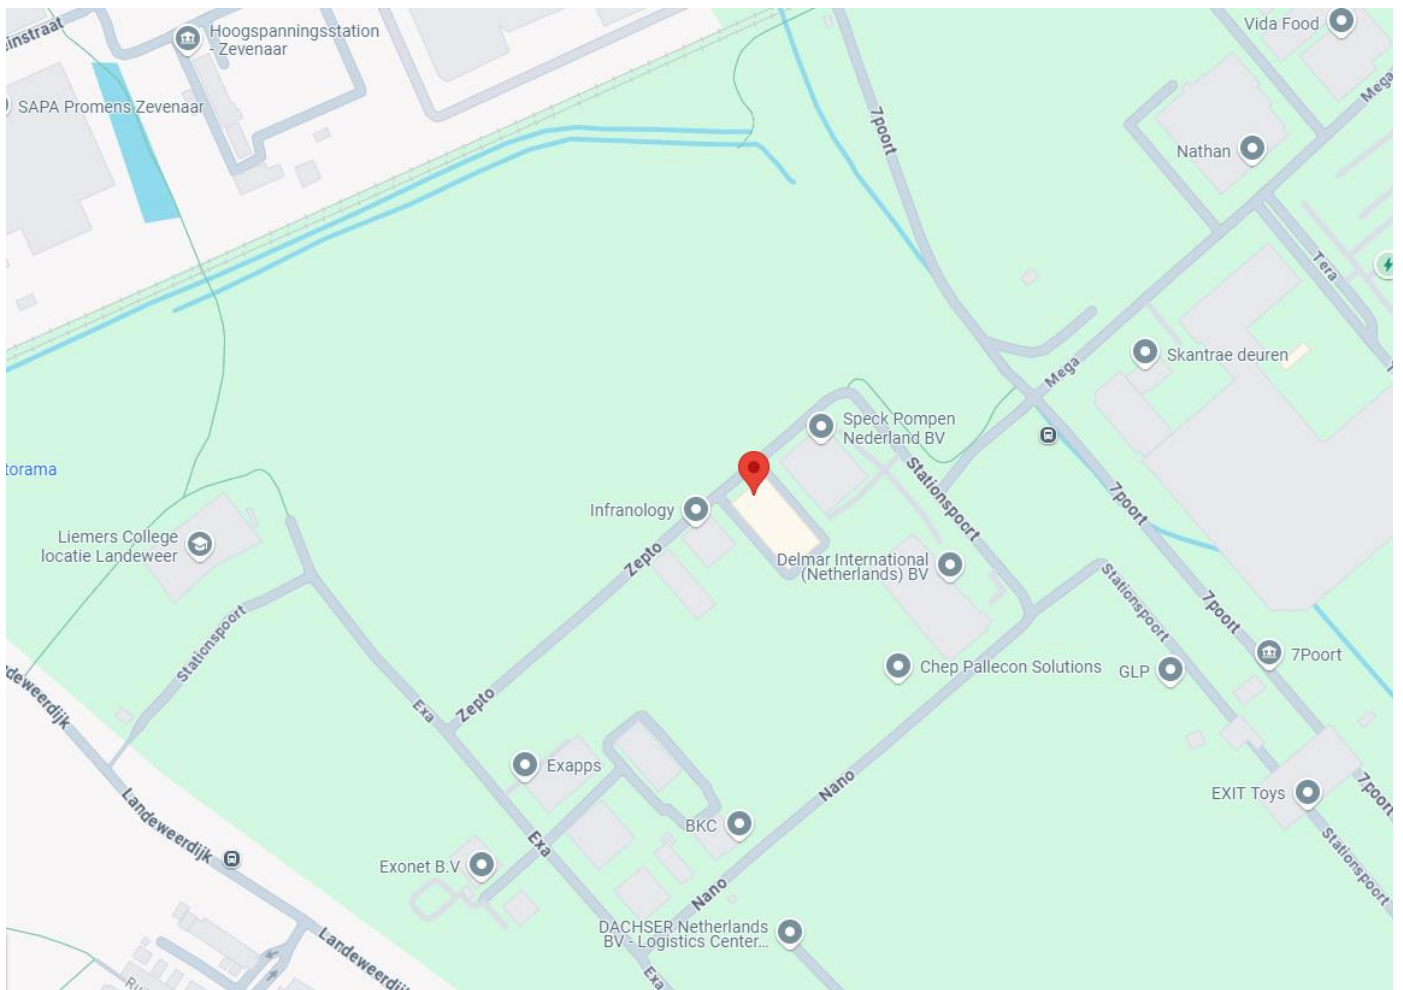 Vida Food
Hoogspanningsstation
- Zevenaar
Mega
SAPA Promens Zevenaar
7poort
Nathan
Tera
Skantrae deuren
Mega
Speck Pompen
Nederland BV
torama
Stationspoort
7poort
Infranology
Liemers College
locatie Landeweer
Zepto
Delmar International
(Netherlands) BV
Stationspoort
7poort
Stationspoort
7Poort
Chep Pallecon Solutions
GLP
Zepto
Exa
Exapps
Nano
EXIT Toys
7poort
Landeweerdijk
BKC
Exa
Stationspoort
Exonet B.V
Nano
DACHSER Netherlands
BV - Logistics Center...
Landeweerdijk
Exa